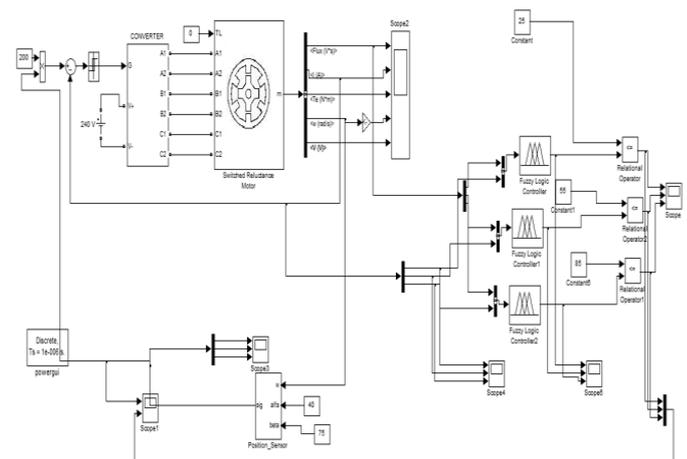 200
CONVERTER
G
V+
V-
240 V
A1
A2
B1
B2
C1
C2
0
TL
A1
A2
B1
B2
C1
C2
m
Switched Reluctance
Motor
<Flux (V*s)>
<I (A)>
<Te (N*m)>
<w (rad/s)>
<V (V)>
Scope2
25
Constant
Fuzzy Logic
Controller
55
Constant1
Fuzzy Logic
Controller1
85
Constant6
Fuzzy Logic
Controller2
<=
Relational
Operator
<=
Relational
Operator2
<=
Relational
Operator1
Scope
Scope4
Discrete,
Ts = 1e-006 s.
powergui
Scope3
Scope1
w
sig
alfa
beta
Position_Sensor
40
75